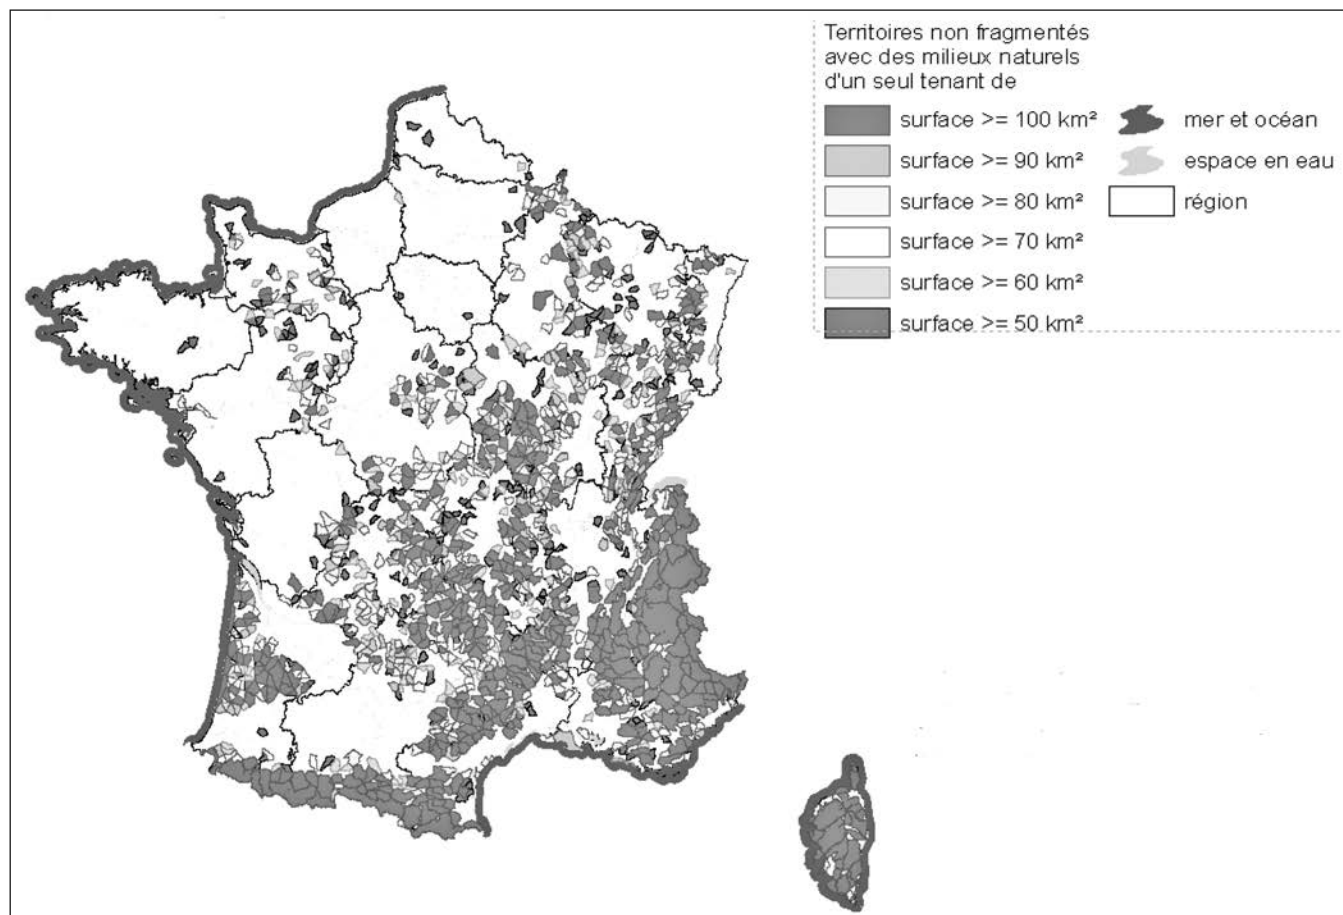 Territoires non fragmentés
avec des milieux naturels
d'un seul tenant de
surface >= 100 km²
surface >= 90 km²
surface >= 80 km²
surface >= 70 km²
surface >= 60 km²
surface >= 50 km²
mer et océan
espace en eau
région